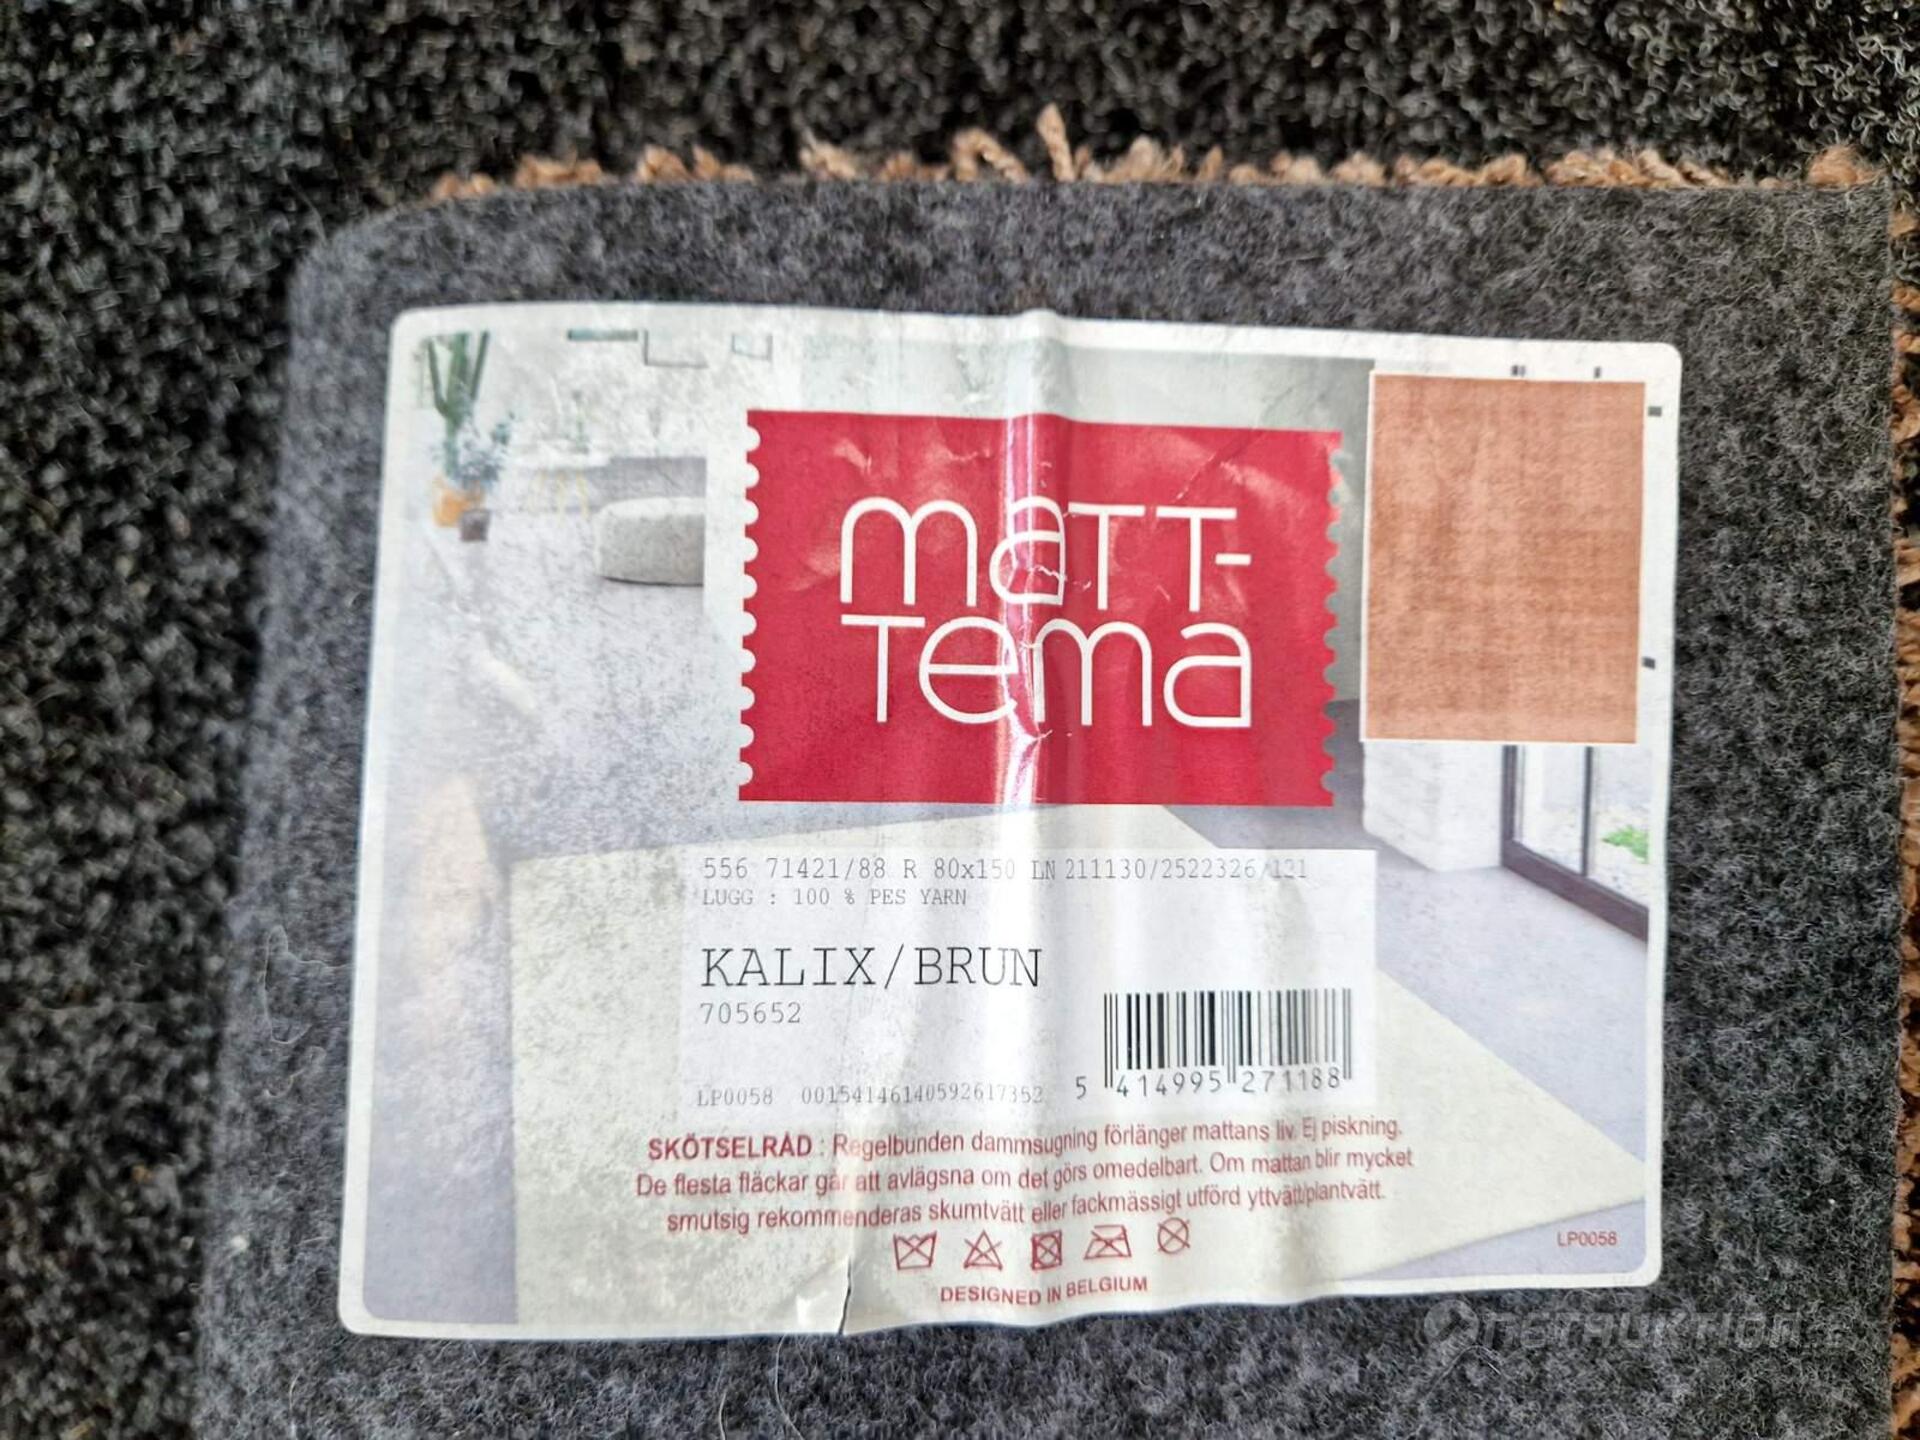 maTT-
Tema
556 71421/88 R 80x150 LN 211130/2522326/121
LUGG : 100 % PES YARN
KALIX/BRUN
705652
LP0058 00154146140592617352
5 414995 271188
SKÖTSELRÅD : Regelbunden dammsugning förlänger mattans liv. Ej piskning.
De flesta fläckar går att avlägsna om det görs omedelbart. Om mattan blir mycket
smutsig rekommenderas skumtvätt eller fackmässigt utförd yttvätt/plantvätt.
LP0058
DESIGNED IN BELGIUM